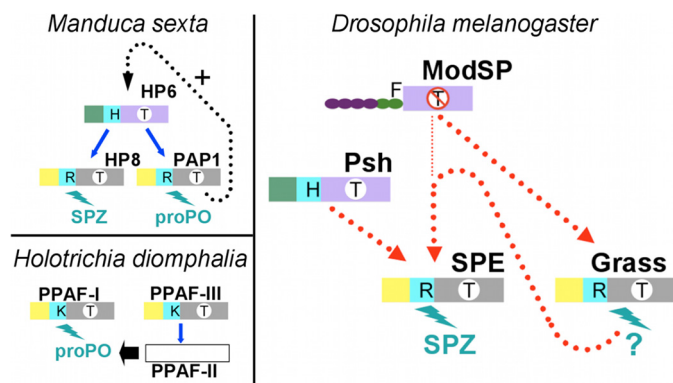 Manduca sexta
+
HP6
H T
HP8 PAP1
R T R T
SPZ proPO
Holotrichia diomphalia
PPAF-I PPAF-III
K T K T
proPO
PPAF-II
Drosophila melanogaster
ModSP
F T
Psh
H T
SPE Grass
R T R T
SPZ ?